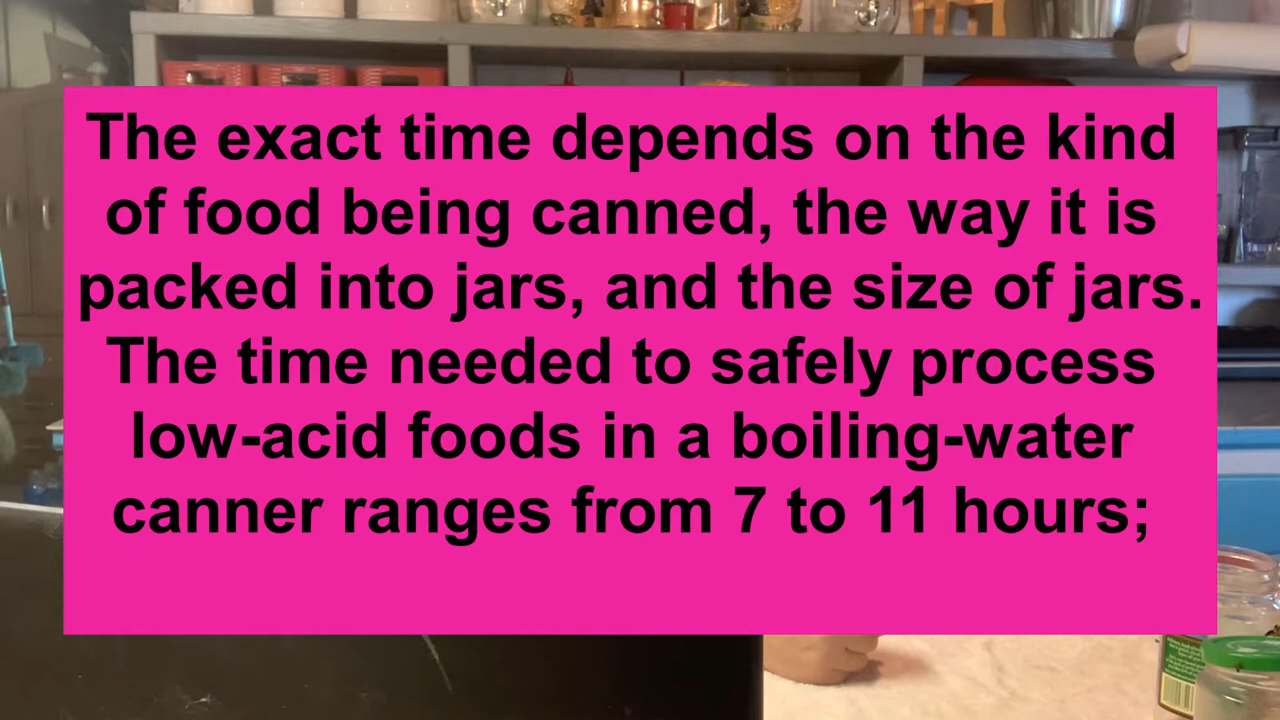 The exact time depends on the kind
of food being canned, the way it is
packed into jars, and the size of jars.
The time needed to safely process
low-acid foods in a boiling-water
canner ranges from 7 to 11 hours;